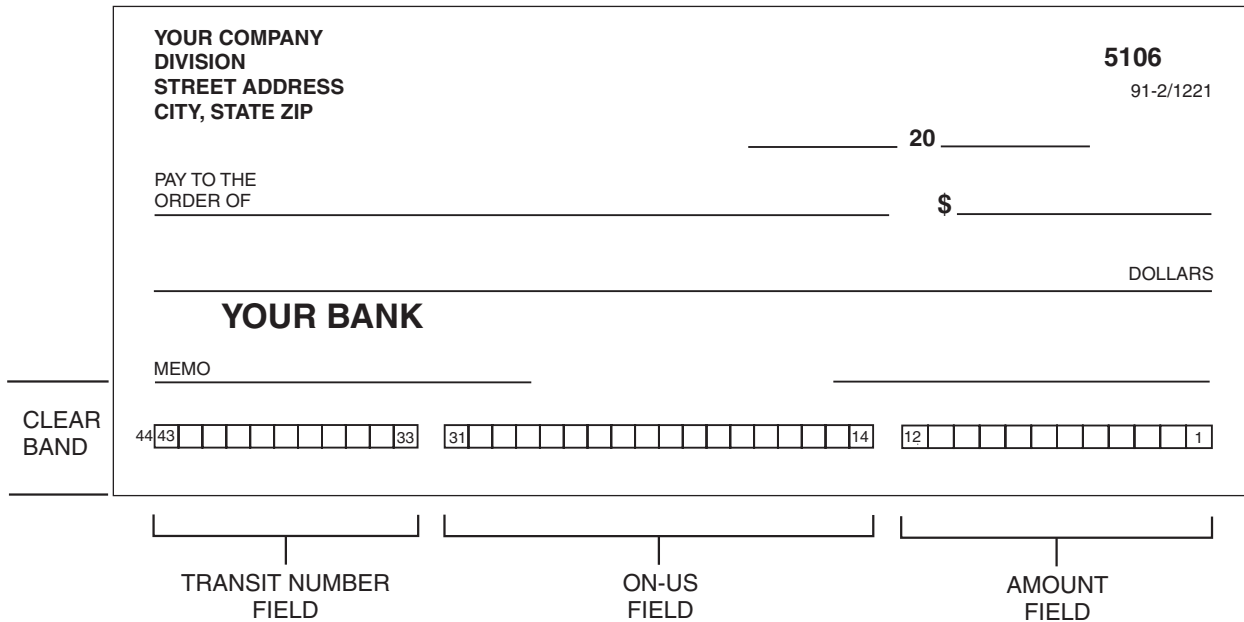 YOUR COMPANY
DIVISION
STREET ADDRESS
CITY, STATE ZIP
5106
91-2/1221
20
PAY TO THE
ORDER OF
$
DOLLARS
YOUR BANK
MEMO
CLEAR
BAND
44 43 33 31 14 12 1
TRANSIT NUMBER
FIELD
ON-US
FIELD
AMOUNT
FIELD